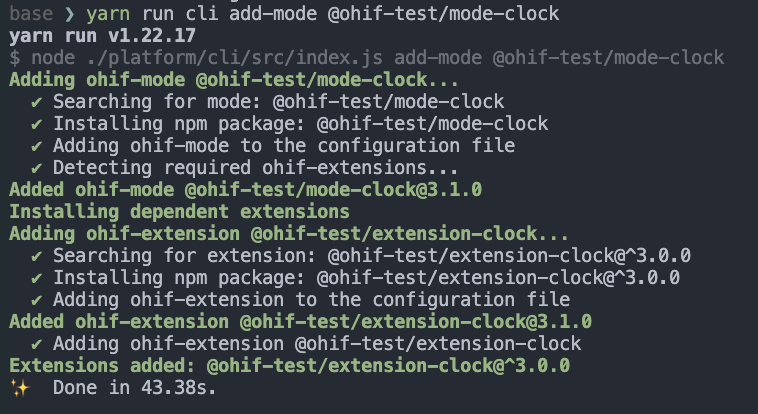 base ❯ yarn run cli add-mode @ohif-test/mode-clock
yarn run v1.22.17
$ node ./platform/cli/src/index.js add-mode @ohif-test/mode-clock
Adding ohif-mode @ohif-test/mode-clock...
✔ Searching for mode: @ohif-test/mode-clock
✔ Installing npm package: @ohif-test/mode-clock
✔ Adding ohif-mode to the configuration file
✔ Detecting required ohif-extensions...
Added ohif-mode @ohif-test/mode-clock@3.1.0
Installing dependent extensions
Adding ohif-extension @ohif-test/extension-clock...
✔ Searching for extension: @ohif-test/extension-clock@^3.0.0
✔ Installing npm package: @ohif-test/extension-clock@^3.0.0
✔ Adding ohif-extension to the configuration file
Added ohif-extension @ohif-test/extension-clock@3.1.0
✔ Adding ohif-extension @ohif-test/extension-clock
Extensions added: @ohif-test/extension-clock@^3.0.0
✨ Done in 43.38s.